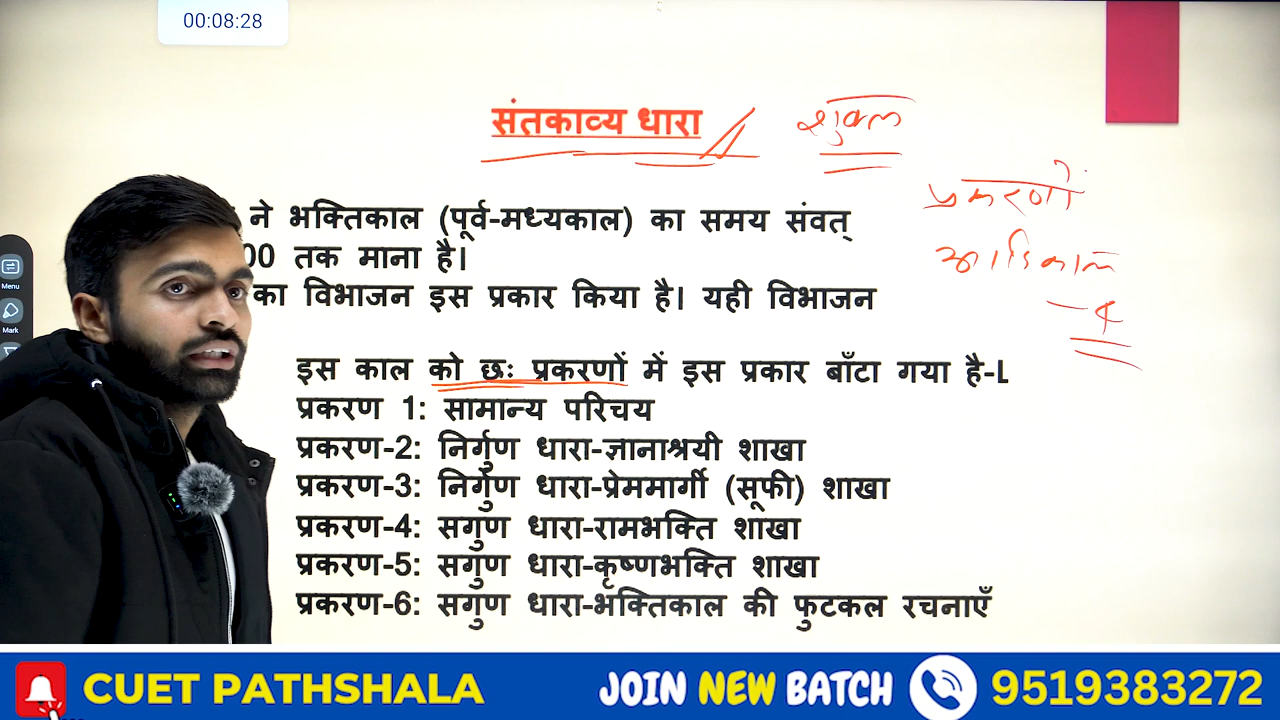 00:08:28
संतकाव्य धारा
शुक्ल
प्रकरणों
आदिकाल
- 4
ने भक्तिकाल (पूर्व-मध्यकाल) का समय संवत्
00 तक माना है।
का विभाजन इस प्रकार किया है। यही विभाजन
इस काल को छः प्रकरणों में इस प्रकार बाँटा गया है-L
प्रकरण 1: सामान्य परिचय
प्रकरण-2: निर्गुण धारा-ज्ञानाश्रयी शाखा
प्रकरण-3: निर्गुण धारा-प्रेममार्गी (सूफी) शाखा
प्रकरण-4: सगुण धारा-रामभक्ति शाखा
प्रकरण-5: सगुण धारा-कृष्णभक्ति शाखा
प्रकरण-6: सगुण धारा-भक्तिकाल की फुटकल रचनाएँ
Menu
Mark
CUET PATHSHALA JOIN NEW BATCH 9519383272